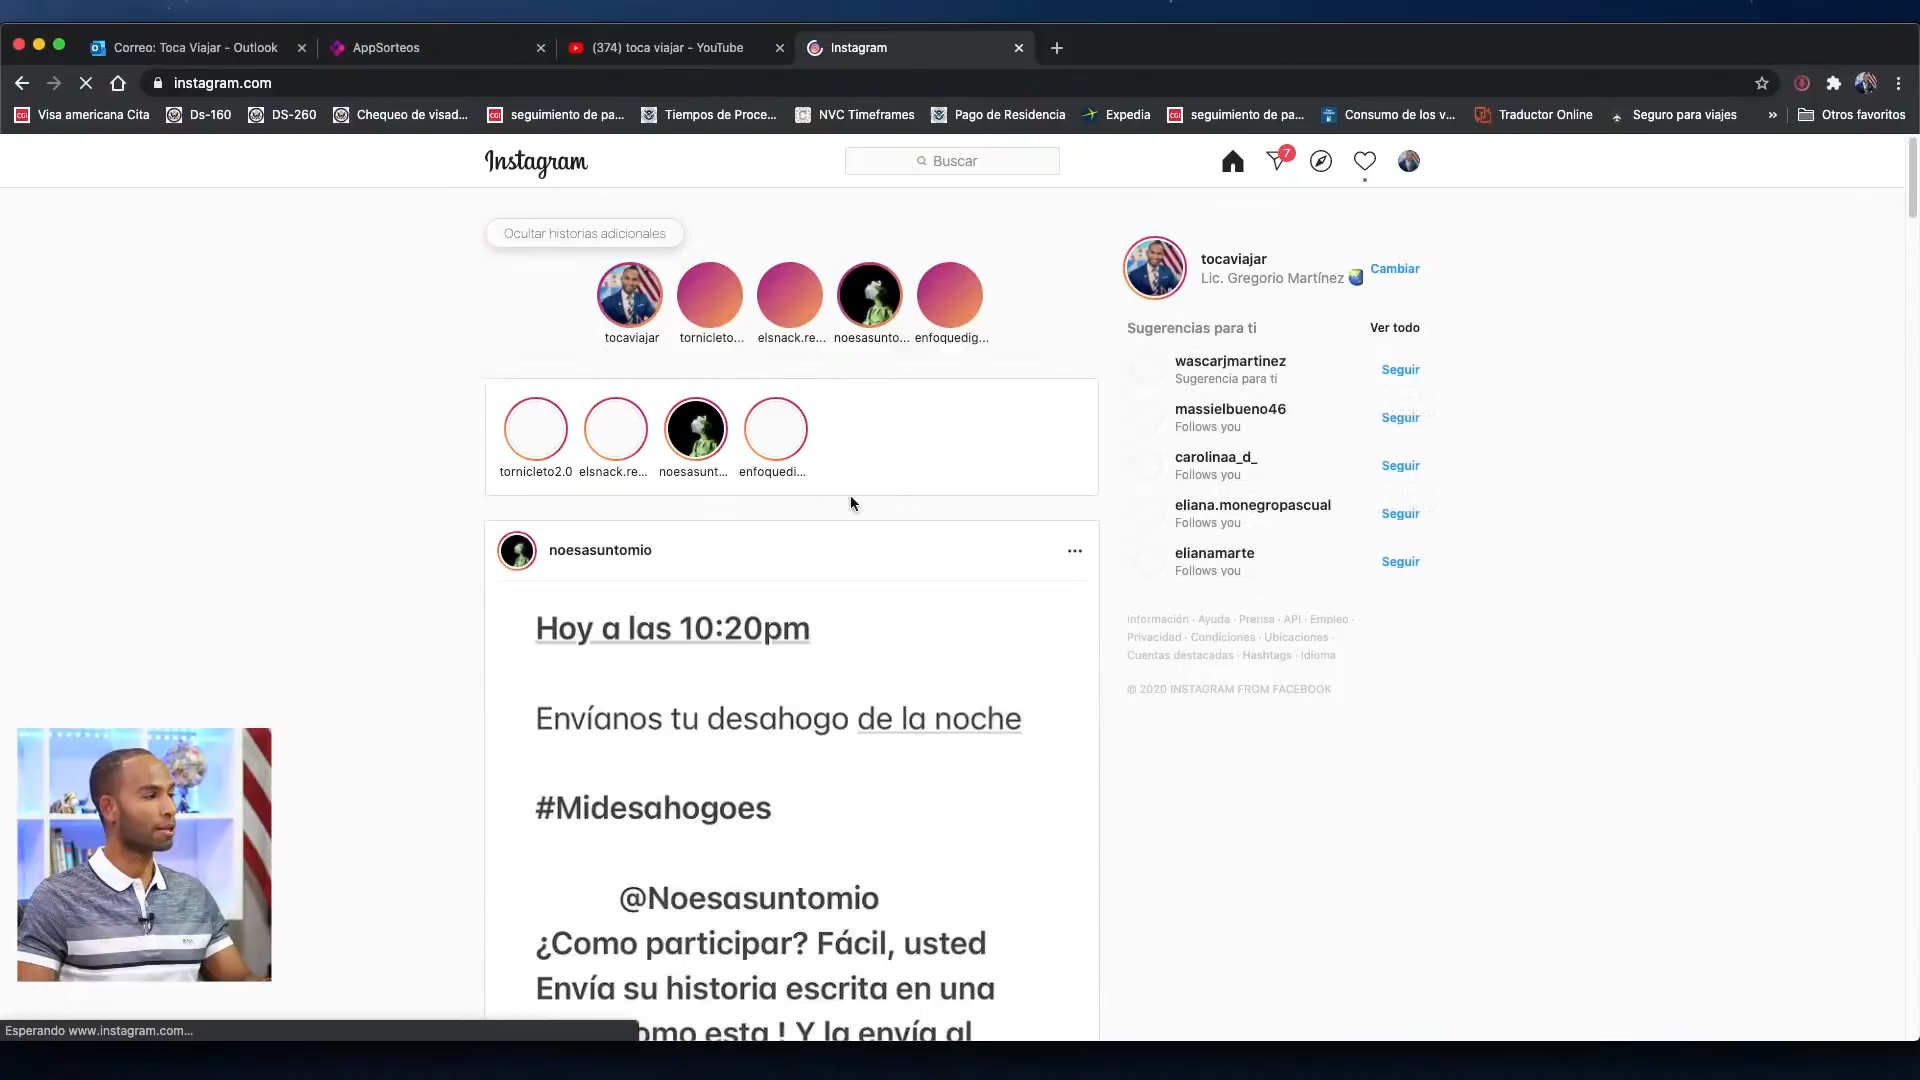 Correo: Toca Viajar - Outlook
AppSorteos
(374) toca viajar - YouTube
Instagram
instagram.com
Visa americana Cita
Ds-160
DS-260
Chequeo de visad...
seguimiento de pa...
Tiempos de Proce...
NVC Timeframes
Pago de Residencia
Expedia
seguimiento de pa...
Consumo de los v...
Traductor Online
Seguro para viajes
»
Otros favoritos
Instagram
Buscar
7
Ocultar historias adicionales
tocaviajar
tornicleto...
elsnack.re...
noesasunto...
enfoquedig...
tornicleto2.0
elsnack.re...
noesasunt...
enfoquedi...
noesasuntomio
Hoy a las 10:20pm
Envíanos tu desahogo de la noche
#Midesahogoes
@Noesasuntomio
¿Como participar? Fácil, usted
Envía su historia escrita en una
omo esta ! Y la envía al
tocaviajar
Lic. Gregorio Martínez
Cambiar
Sugerencias para ti
Ver todo
wascarjmartinez
Sugerencia para ti
Seguir
massielbueno46
Follows you
Seguir
carolinaa_d_
Follows you
Seguir
eliana.monegropascual
Follows you
Seguir
elianamarte
Follows you
Seguir
Información · Ayuda · Prensa · API · Empleo ·
Privacidad · Condiciones · Ubicaciones ·
Cuentas destacadas · Hashtags · Idioma
© 2020 INSTAGRAM FROM FACEBOOK
Esperando www.instagram.com...